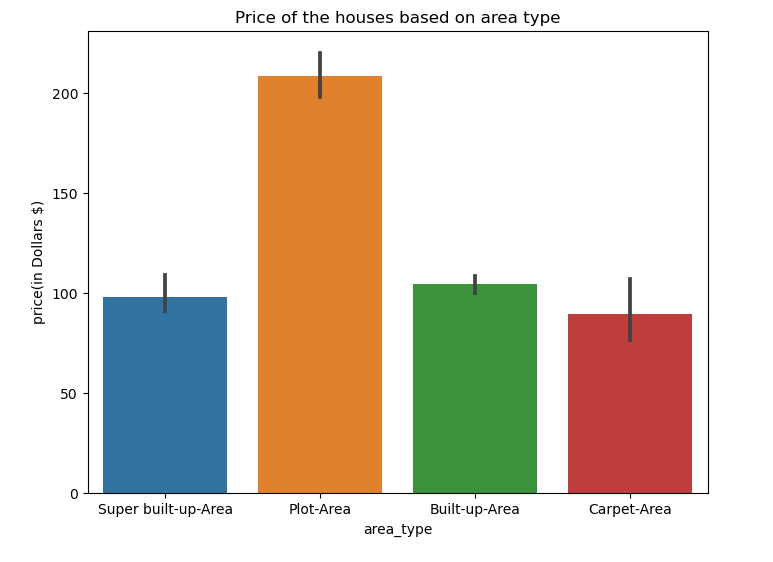 Price of the houses based on area type
price(in Dollars $)
200
150
100
50
0
Super built-up-Area
Plot-Area
Built-up-Area
Carpet-Area
area_type